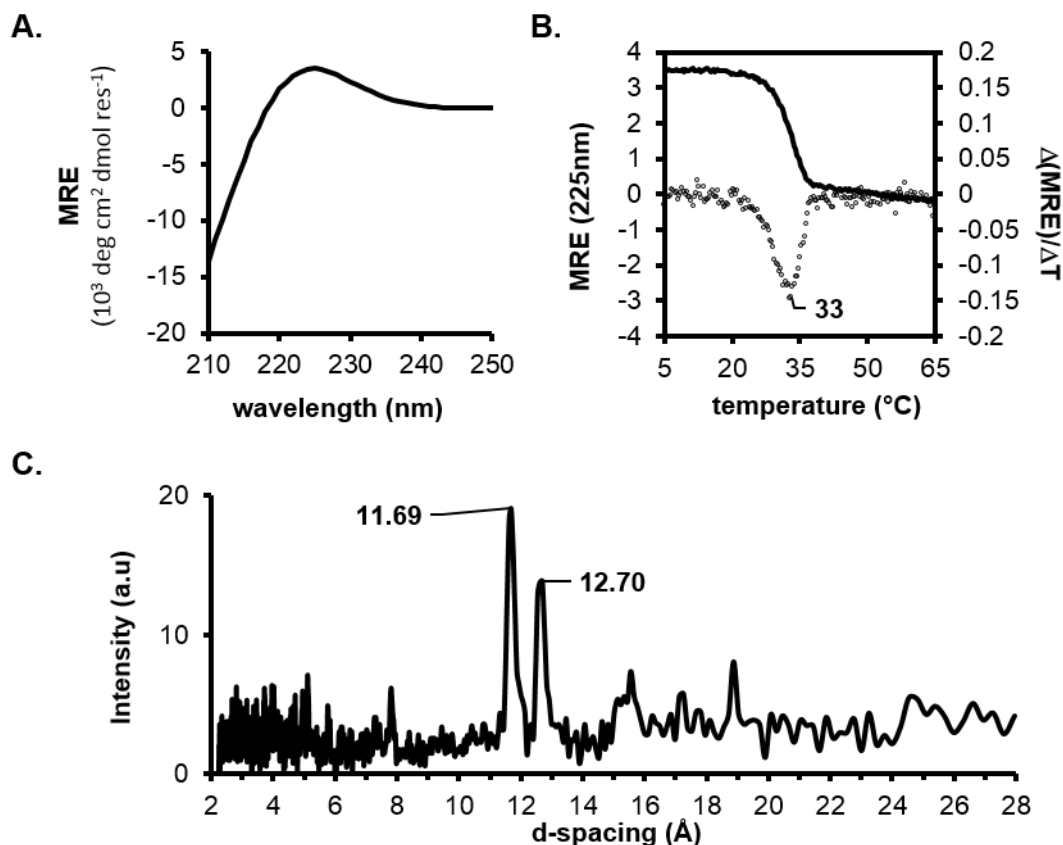 A.
MRE
(10³ deg cm² dmol res⁻¹)
5
0
-5
-10
-15
-20
210 220 230 240 250
wavelength (nm)
B.
MRE (225nm)
4
3
2
1
0
-1
-2
-3
-4
0.2
0.15
0.1
0.05
0
-0.05
-0.1
-0.15
-0.2
Δ(MRE)/ΔT
33
5 20 35 50 65
temperature (°C)
C.
Intensity (a.u)
20
10
0
11.69
12.70
2 4 6 8 10 12 14 16 18 20 22 24 26 28
d-spacing (Å)